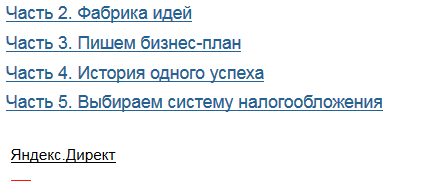 Часть 2. Фабрика идей
Часть 3. Пишем бизнес-план
Часть 4. История одного успеха
Часть 5. Выбираем систему налогообложения
Яндекс.Директ